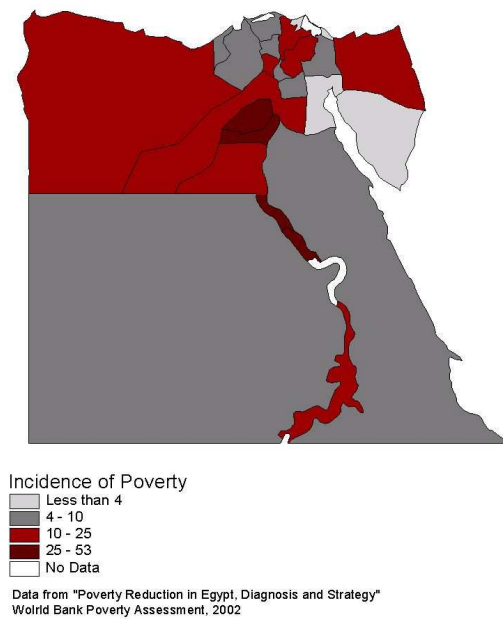 Incidence of Poverty
Less than 4
4 - 10
10 - 25
25 - 53
No Data
Data from "Poverty Reduction in Egypt, Diagnosis and Strategy"
Wolrld Bank Poverty Assessment, 2002